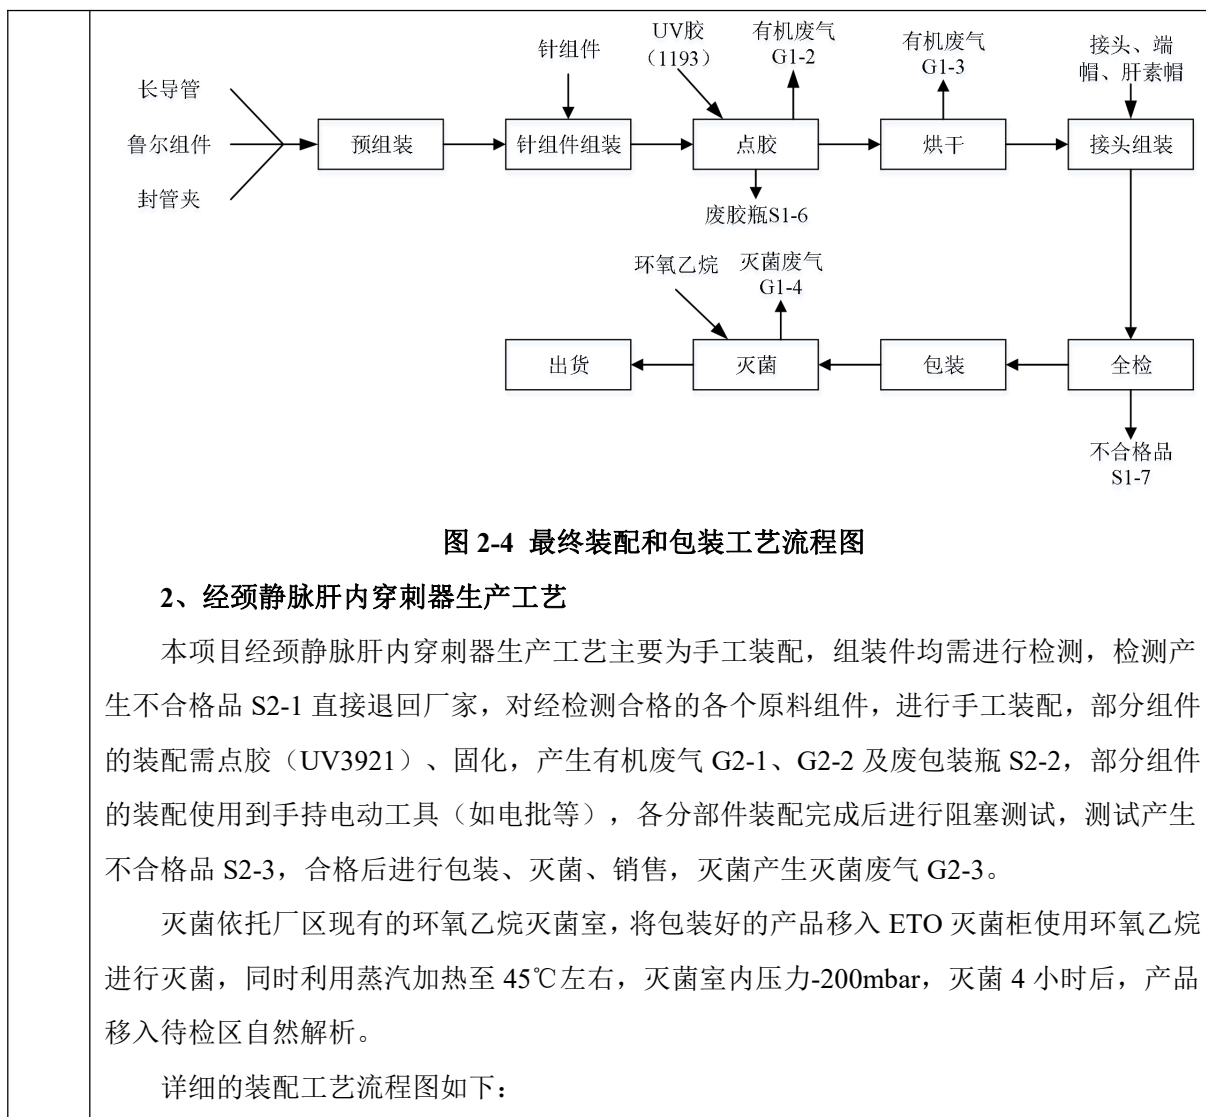 长导管
鲁尔组件
封管夹
预组装
针组件
针组件组装
UV胶
（1193）
有机废气
G1-2
点胶
废胶瓶S1-6
有机废气
G1-3
烘干
接头、端
帽、肝素帽
接头组装
环氧乙烷
灭菌废气
G1-4
出货
灭菌
包装
全检
不合格品
S1-7
图 2-4 最终装配和包装工艺流程图
2、经颈静脉肝内穿刺器生产工艺
本项目经颈静脉肝内穿刺器生产工艺主要为手工装配，组装件均需进行检测，检测产
生不合格品 S2-1 直接退回厂家，对经检测合格的各个原料组件，进行手工装配，部分组件
的装配需点胶（UV3921）、固化，产生有机废气 G2-1、G2-2 及废包装瓶 S2-2，部分组件
的装配使用到手持电动工具（如电批等），各分部件装配完成后进行阻塞测试，测试产生
不合格品 S2-3，合格后进行包装、灭菌、销售，灭菌产生灭菌废气 G2-3。
灭菌依托厂区现有的环氧乙烷灭菌室，将包装好的产品移入 ETO 灭菌柜使用环氧乙烷
进行灭菌，同时利用蒸汽加热至 45℃左右，灭菌室内压力-200mbar，灭菌 4 小时后，产品
移入待检区自然解析。
详细的装配工艺流程图如下：